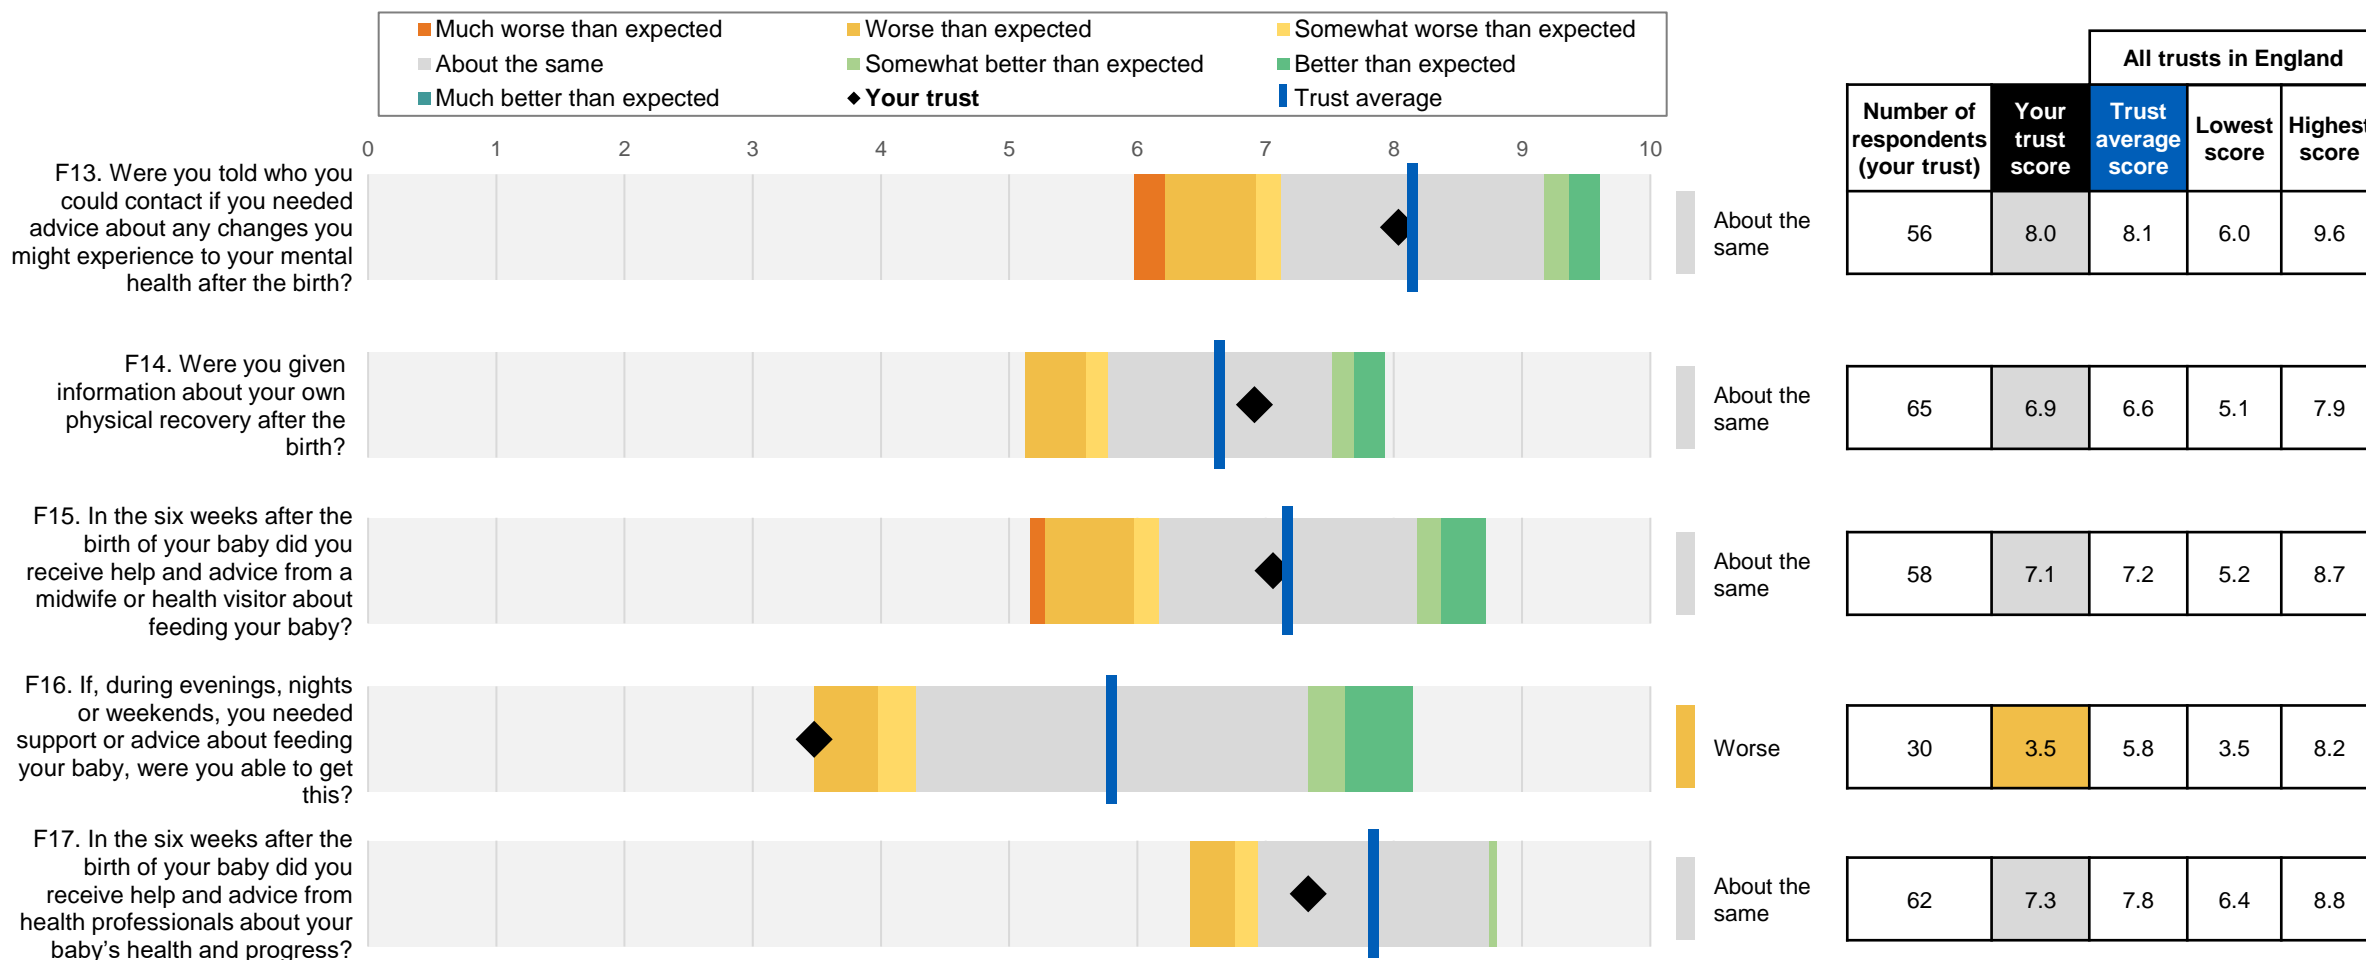 Much worse than expected
Worse than expected
Somewhat worse than expected
About the same
Somewhat better than expected
Better than expected
Much better than expected
Your trust
Trust average
All trusts in England
Number of
respondents
(your trust)
Your
trust
score
Trust
average
score
Lowest
score
Highest
score
0 1 2 3 4 5 6 7 8 9 10
F13. Were you told who you
could contact if you needed
advice about any changes you
might experience to your mental
health after the birth?
About the
same
56 8.0 8.1 6.0 9.6
F14. Were you given
information about your own
physical recovery after the
birth?
About the
same
65 6.9 6.6 5.1 7.9
F15. In the six weeks after the
birth of your baby did you
receive help and advice from a
midwife or health visitor about
feeding your baby?
About the
same
58 7.1 7.2 5.2 8.7
F16. If, during evenings, nights
or weekends, you needed
support or advice about feeding
your baby, were you able to get
this?
Worse
30 3.5 5.8 3.5 8.2
F17. In the six weeks after the
birth of your baby did you
receive help and advice from
health professionals about your
baby's health and progress?
About the
same
62 7.3 7.8 6.4 8.8